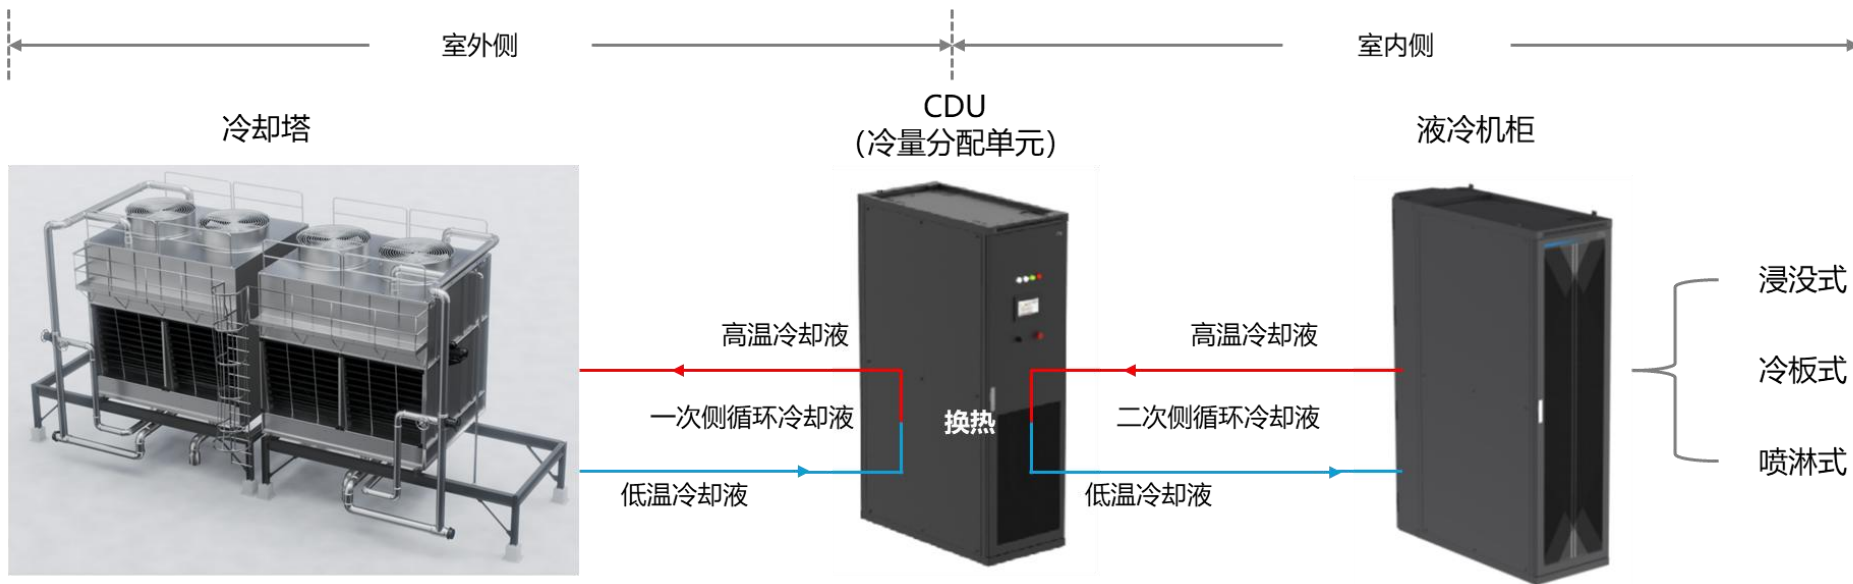 室外侧
室内侧
冷却塔
CDU
（冷量分配单元）
液冷机柜
高温冷却液
高温冷却液
浸没式
冷板式
一次侧循环冷却液
换热
二次侧循环冷却液
喷淋式
低温冷却液
低温冷却液